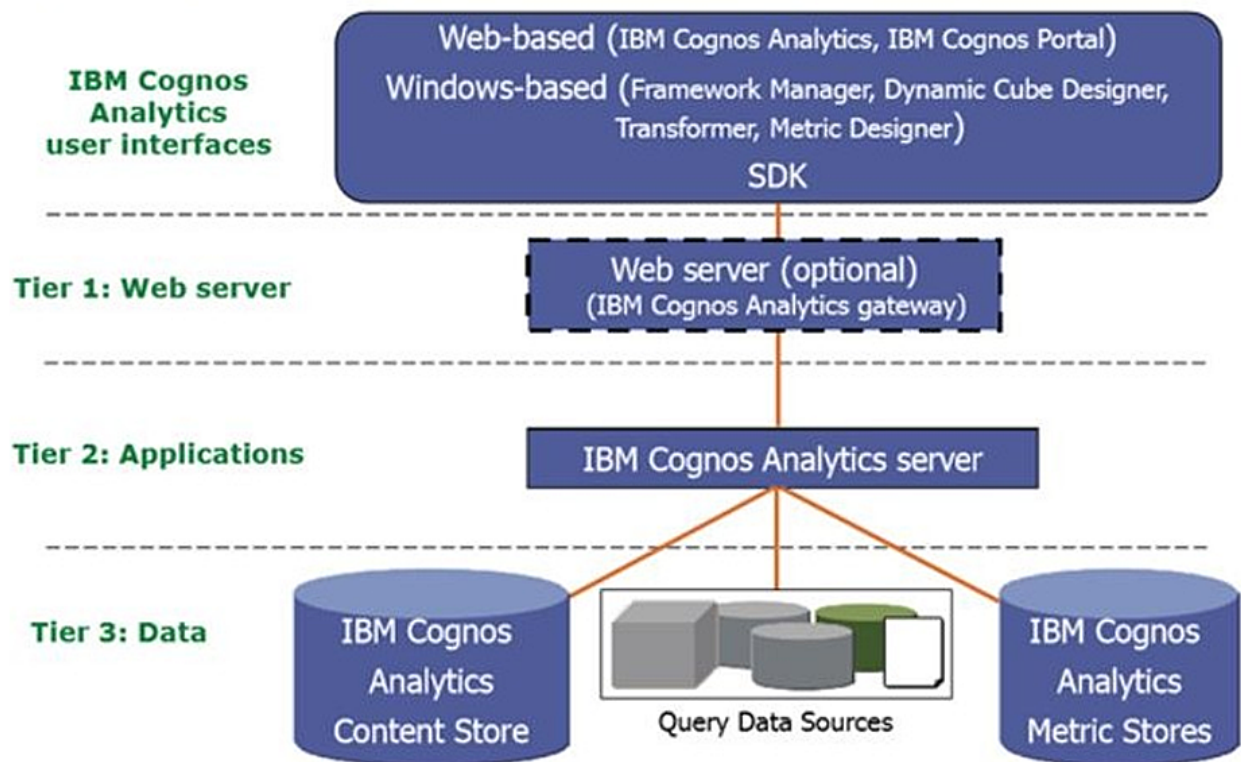 IBM Cognos
Analytics
user interfaces
Web-based (IBM Cognos Analytics, IBM Cognos Portal)
Windows-based (Framework Manager, Dynamic Cube Designer,
Transformer, Metric Designer)
SDK
Tier 1: Web server
Web server (optional)
(IBM Cognos Analytics gateway)
Tier 2: Applications
IBM Cognos Analytics server
Tier 3: Data
IBM Cognos
Analytics
Content Store
Query Data Sources
IBM Cognos
Analytics
Metric Stores